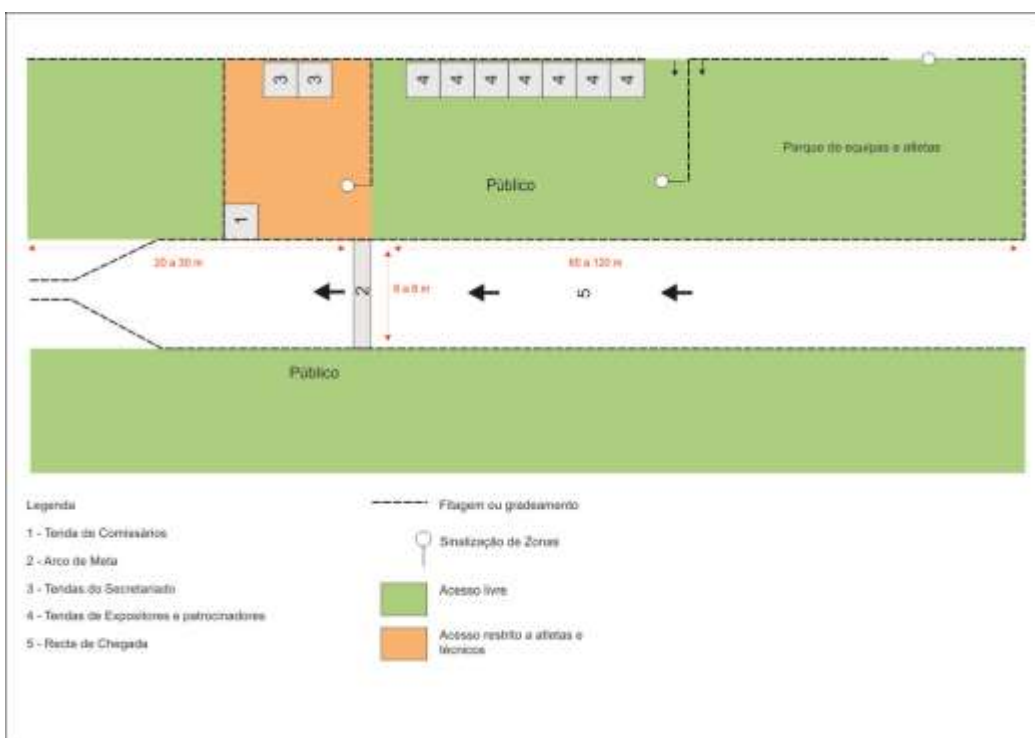 3 3 4 4 4 4 4 4 4
Parque de equipas e atletas
Público
1
20 a 30 m
60 a 120 m
2
6 a 8 m
5
Público
Legenda
1 - Tenda de Comissários
2 - Arco de Meta
3 - Tendas do Secretariado
4 - Tendas de Expositores e patrocinadores
5 - Recta de Chegada
Fitagem ou gradeamento
Sinalização de Zonas
Acesso livre
Acesso restrito a atletas e
técnicos